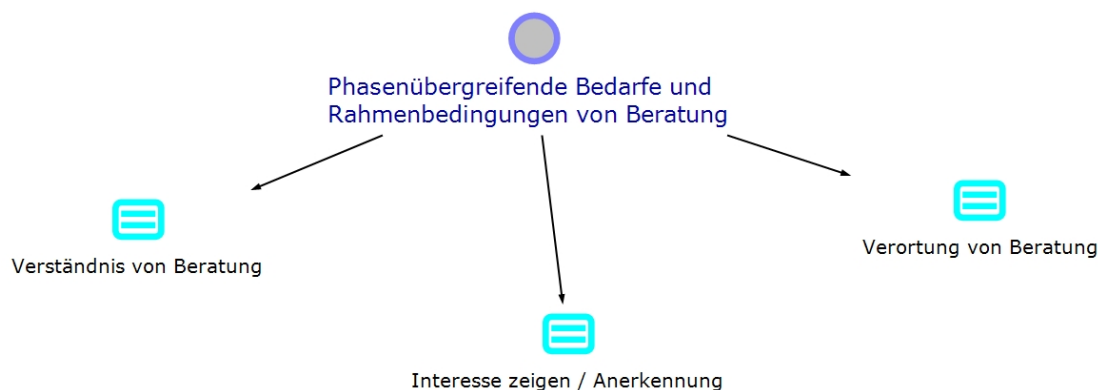 Phasenübergreifende Bedarfe und
Rahmenbedingungen von Beratung
Verständnis von Beratung
Verortung von Beratung
Interesse zeigen / Anerkennung